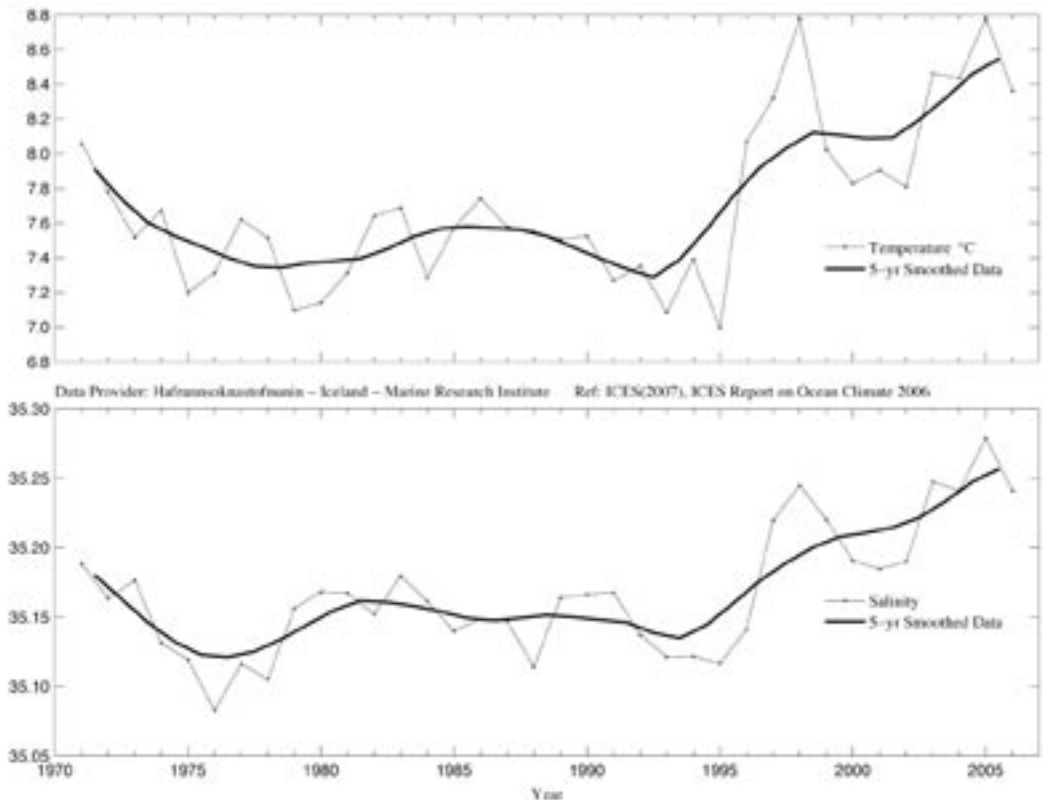 8.8
8.6
8.4
8.2
8.0
7.8
7.6
7.4
7.2
7.0
6.8
Temperature °C
5-yr Smoothed Data
Data Provider: – Iceland – Marine Research Institute Ref: ICES(2007), ICES Report on Ocean Climate 2006
35.30
35.25
35.20
35.15
35.10
35.05
Salinity
5-yr Smoothed Data
1970 1975 1980 1985 1990 1995 2000 2005
Year